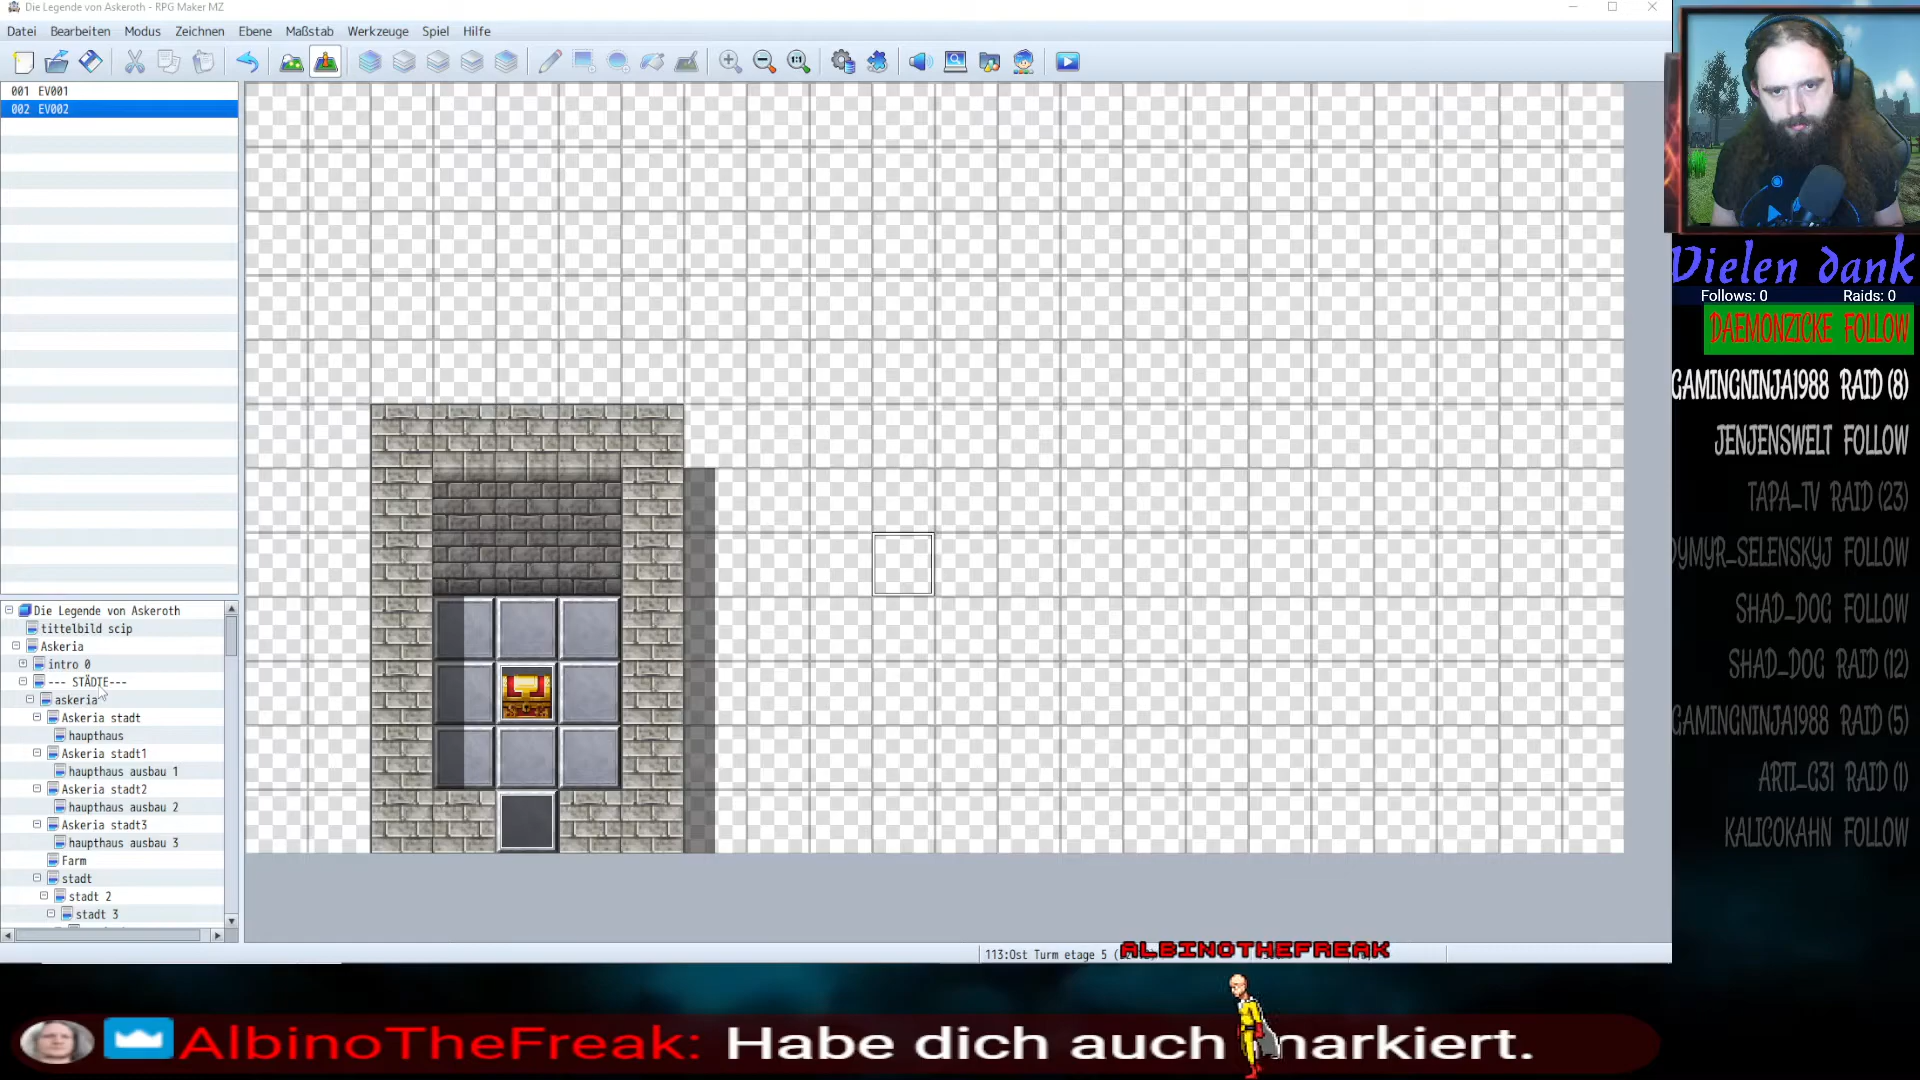 Die Legende von Askeroth - RPG Maker MZ
Datei Bearbeiten Modus Zeichnen Ebene Maßstab Werkzeuge Spiel Hilfe
1:1
001 EV001
002 EV002
Die Legende von Askeroth
tittelbild scip
Askeria
intro 0
--- STÄDTE---
askeria
Askeria stadt
haupthaus
Askeria stadt1
haupthaus ausbau 1
Askeria stadt2
haupthaus ausbau 2
Askeria stadt3
haupthaus ausbau 3
Farm
stadt
stadt 2
stadt 3
113:Ost Turm etage 5
Vielen dank
Follows: 0 Raids: 0
DAEMONZICKE FOLLOW
GAMINGNINJA1988 RAID (8)
JENJENSWELT FOLLOW
TAPA_TV RAID (23)
DYMYR_SELENSKYJ FOLLOW
SHAD_DOG FOLLOW
SHAD_DOG RAID (12)
GAMINGNINJA1988 RAID (5)
ARTI_G31 RAID (1)
KALICOKAHN FOLLOW
ALBINOTHEFREAK
AlbinoTheFreak: Habe dich auch markiert.